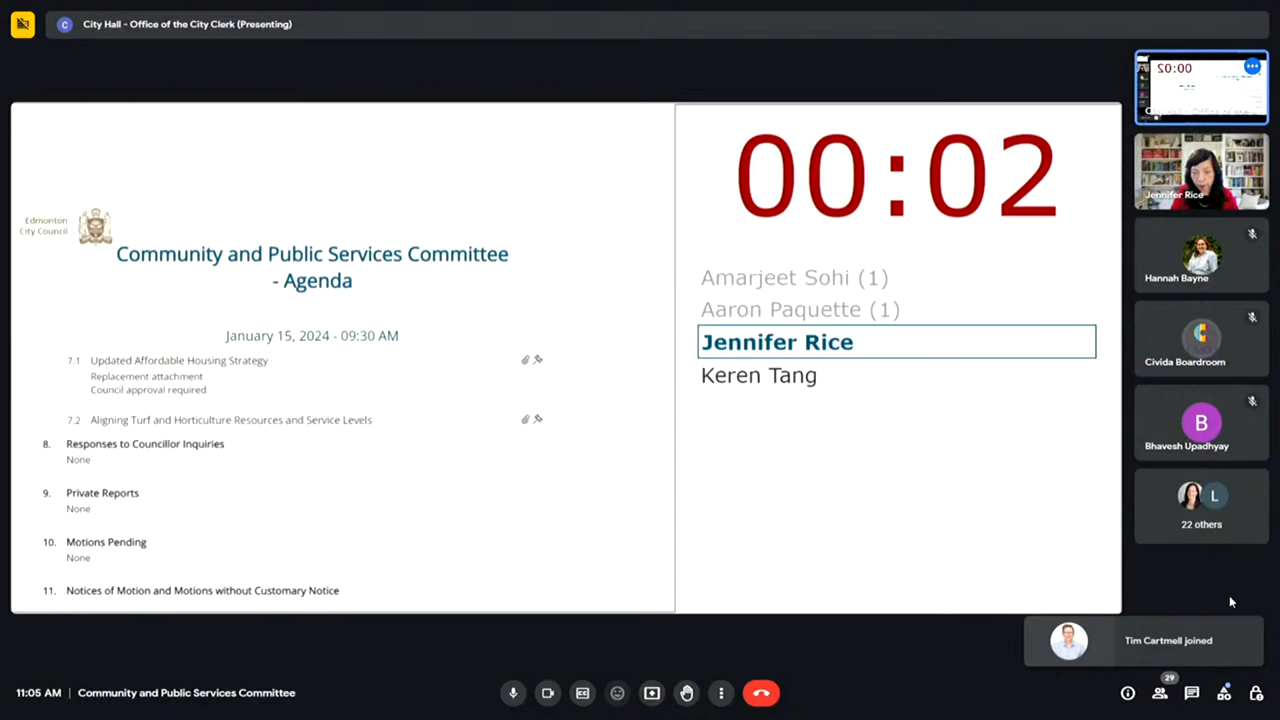 C City Hall - Office of the City Clerk (Presenting)
Edmonton
City Council
Community and Public Services Committee
- Agenda
January 15, 2024 - 09:30 AM
7.1 Updated Affordable Housing Strategy
Replacement attachment
Council approval required
7.2 Aligning Turf and Horticulture Resources and Service Levels
8. Responses to Councillor Inquiries
None
9. Private Reports
None
10. Motions Pending
None
11. Notices of Motion and Motions without Customary Notice
00:02
Amarjeet Sohi (1)
Aaron Paquette (1)
Jennifer Rice
Keren Tang
00:02
Jennifer Rice
Hannah Bayne
Civida Boardroom
B
Bhavesh Upadhyay
L
22 others
Tim Cartmell joined
11:05 AM | Community and Public Services Committee
29